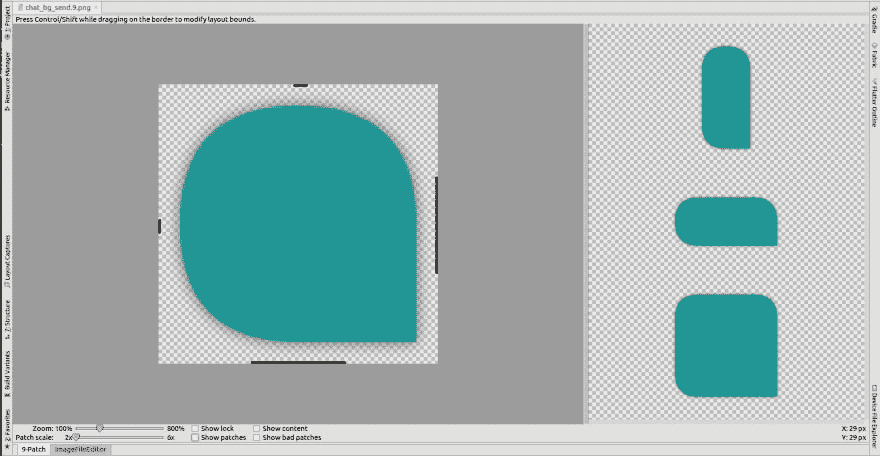 chat_bg_send.9.png
Press Control/Shift while dragging on the border to modify layout bounds.
1: Project
Resource Manager
Layout Captures
7: Structure
Build Variants
2: Favorites
Gradle
Fabric
Flutter Outline
Device File Explorer
Zoom: 100% 800% Show lock Show content
Patch scale: 2x 6x Show patches Show bad patches
X: 29 px
Y: 29 px
9-Patch ImageFileEditor